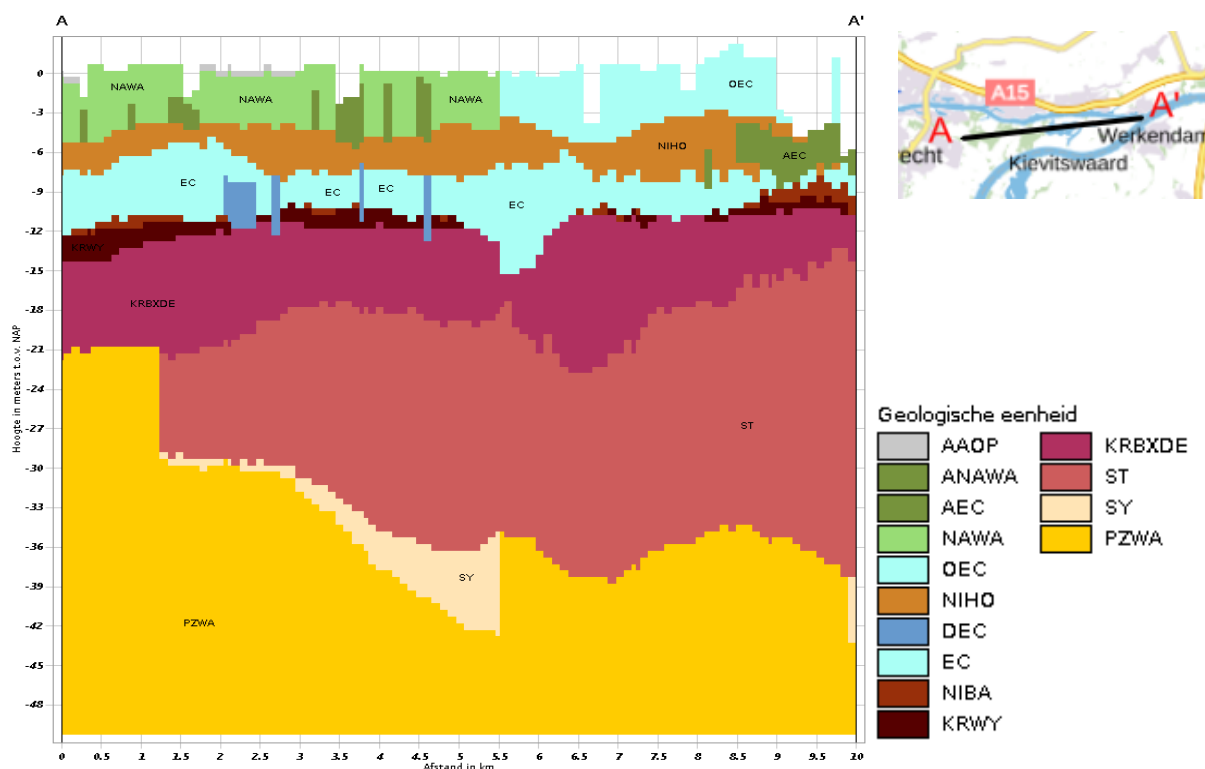 A A'
0
-3
-6
-9
-12
-15
-18
-21
-24
-27
-30
-33
-36
-39
-42
-45
-48
Hoogte in meters t.o.v. NAP
NAWA
NAWA
NAWA
OEC
NIHO
AEC
EC
EC
EC
EC
KRWY
KRBXDE
ST
SY
PZWA
0 0.5 1 1.5 2 2.5 3 3.5 4 4.5 5 5.5 6 6.5 7 7.5 8 8.5 9 9.5 10
Afstand in km
A15
A
A'
Werkendam
echt
Kievitswaard
Geologische eenheid
AAOP
ANAWA
AEC
NAWA
OEC
NIHO
DEC
EC
NIBA
KRWY
KRBXDE
ST
SY
PZWA